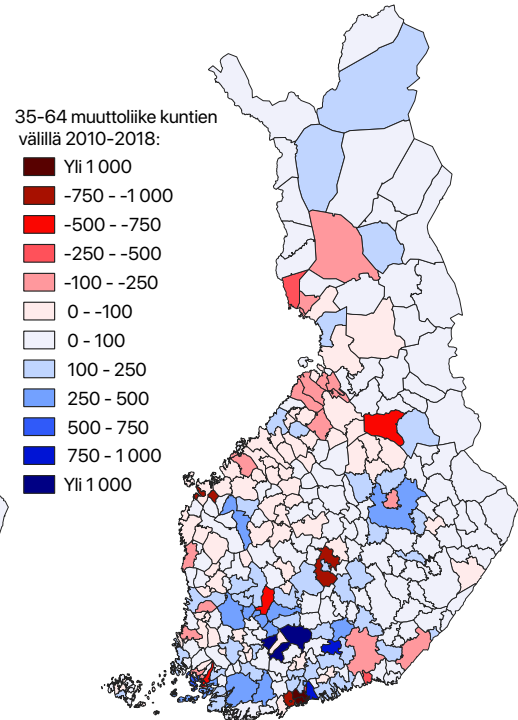 35-64 muuttoliike kuntien
välillä 2010-2018:
Yli 1 000
-750 - -1 000
-500 - -750
-250 - -500
-100 - -250
0 - -100
0 - 100
100 - 250
250 - 500
500 - 750
750 - 1 000
Yli 1 000